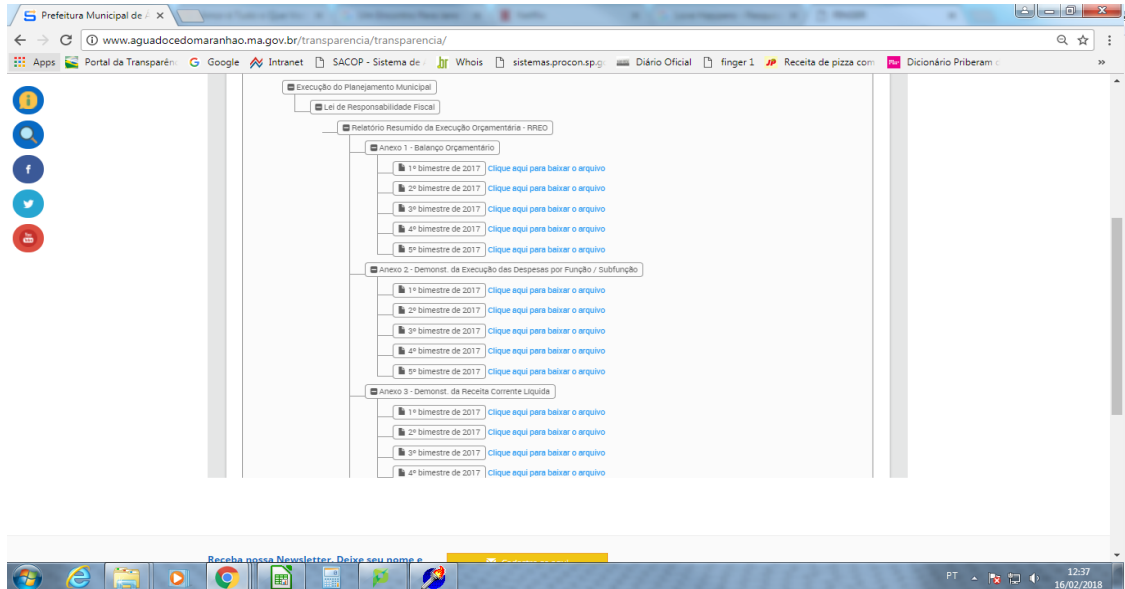 Prefeitura Municipal de
www.aguadocedomaranhao.ma.gov.br/transparencia/transparencia/
Apps Portal da Transparênc Google Intranet SACOP - Sistema de Whois sistemas.procon.sp.g Diário Oficial finger 1 Receita de pizza com Dicionário Priberam
Execução do Planejamento Municipal
Lei de Responsabilidade Fiscal
Relatório Resumido da Execução Orçamentária - RREO
Anexo 1 - Balanço Orçamentário
1º bimestre de 2017 Clique aqui para baixar o arquivo
2º bimestre de 2017 Clique aqui para baixar o arquivo
3º bimestre de 2017 Clique aqui para baixar o arquivo
4º bimestre de 2017 Clique aqui para baixar o arquivo
5º bimestre de 2017 Clique aqui para baixar o arquivo
Anexo 2 - Demonst. da Execução das Despesas por Função / Subfunção
1º bimestre de 2017 Clique aqui para baixar o arquivo
2º bimestre de 2017 Clique aqui para baixar o arquivo
3º bimestre de 2017 Clique aqui para baixar o arquivo
4º bimestre de 2017 Clique aqui para baixar o arquivo
5º bimestre de 2017 Clique aqui para baixar o arquivo
Anexo 3 - Demonst. da Receita Corrente Líquida
1º bimestre de 2017 Clique aqui para baixar o arquivo
2º bimestre de 2017 Clique aqui para baixar o arquivo
3º bimestre de 2017 Clique aqui para baixar o arquivo
4º bimestre de 2017 Clique aqui para baixar o arquivo
Receba nossa Newsletter. Deixe seu nome e
PT 12:37
16/02/2018